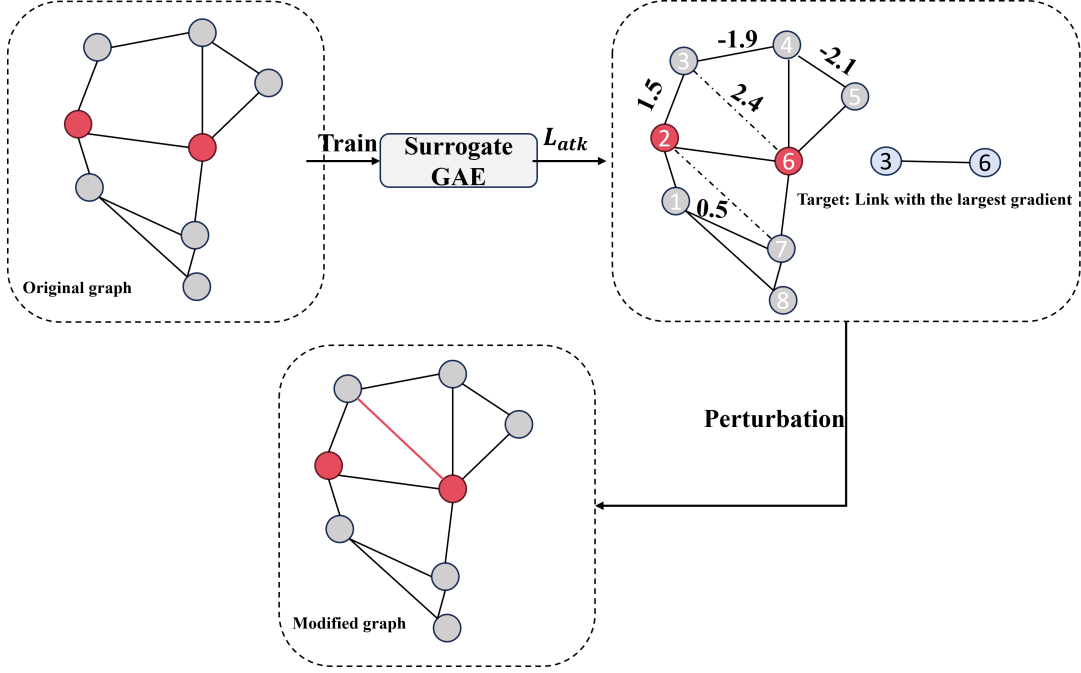 Original graph
Train
Surrogate
GAE
L_atk
-1.9
-2.1
1.5
2.4
0.5
3
4
5
2
6
1
7
8
3
6
Target: Link with the largest gradient
Perturbation
Modified graph